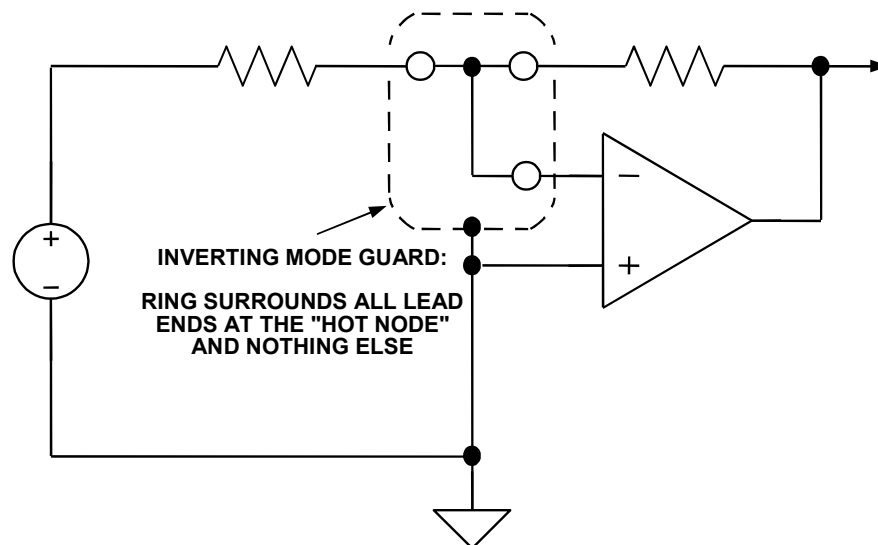 +
−
−
+
INVERTING MODE GUARD:
RING SURROUNDS ALL LEAD
ENDS AT THE "HOT NODE"
AND NOTHING ELSE